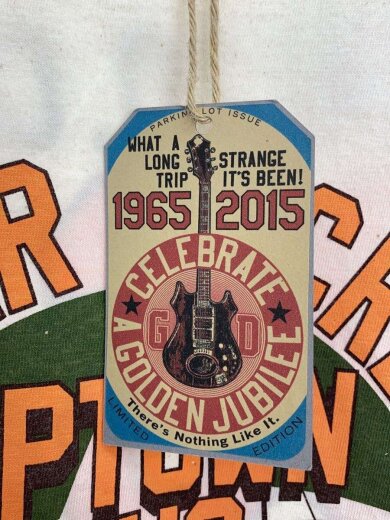 PARKING LOT ISSUE
WHAT A
LONG STRANGE
TRIP IT'S BEEN!
1965 2015
CELEBRATE
G D
A GOLDEN JUBILEE
There's Nothing Like It.
LIMITED EDITION